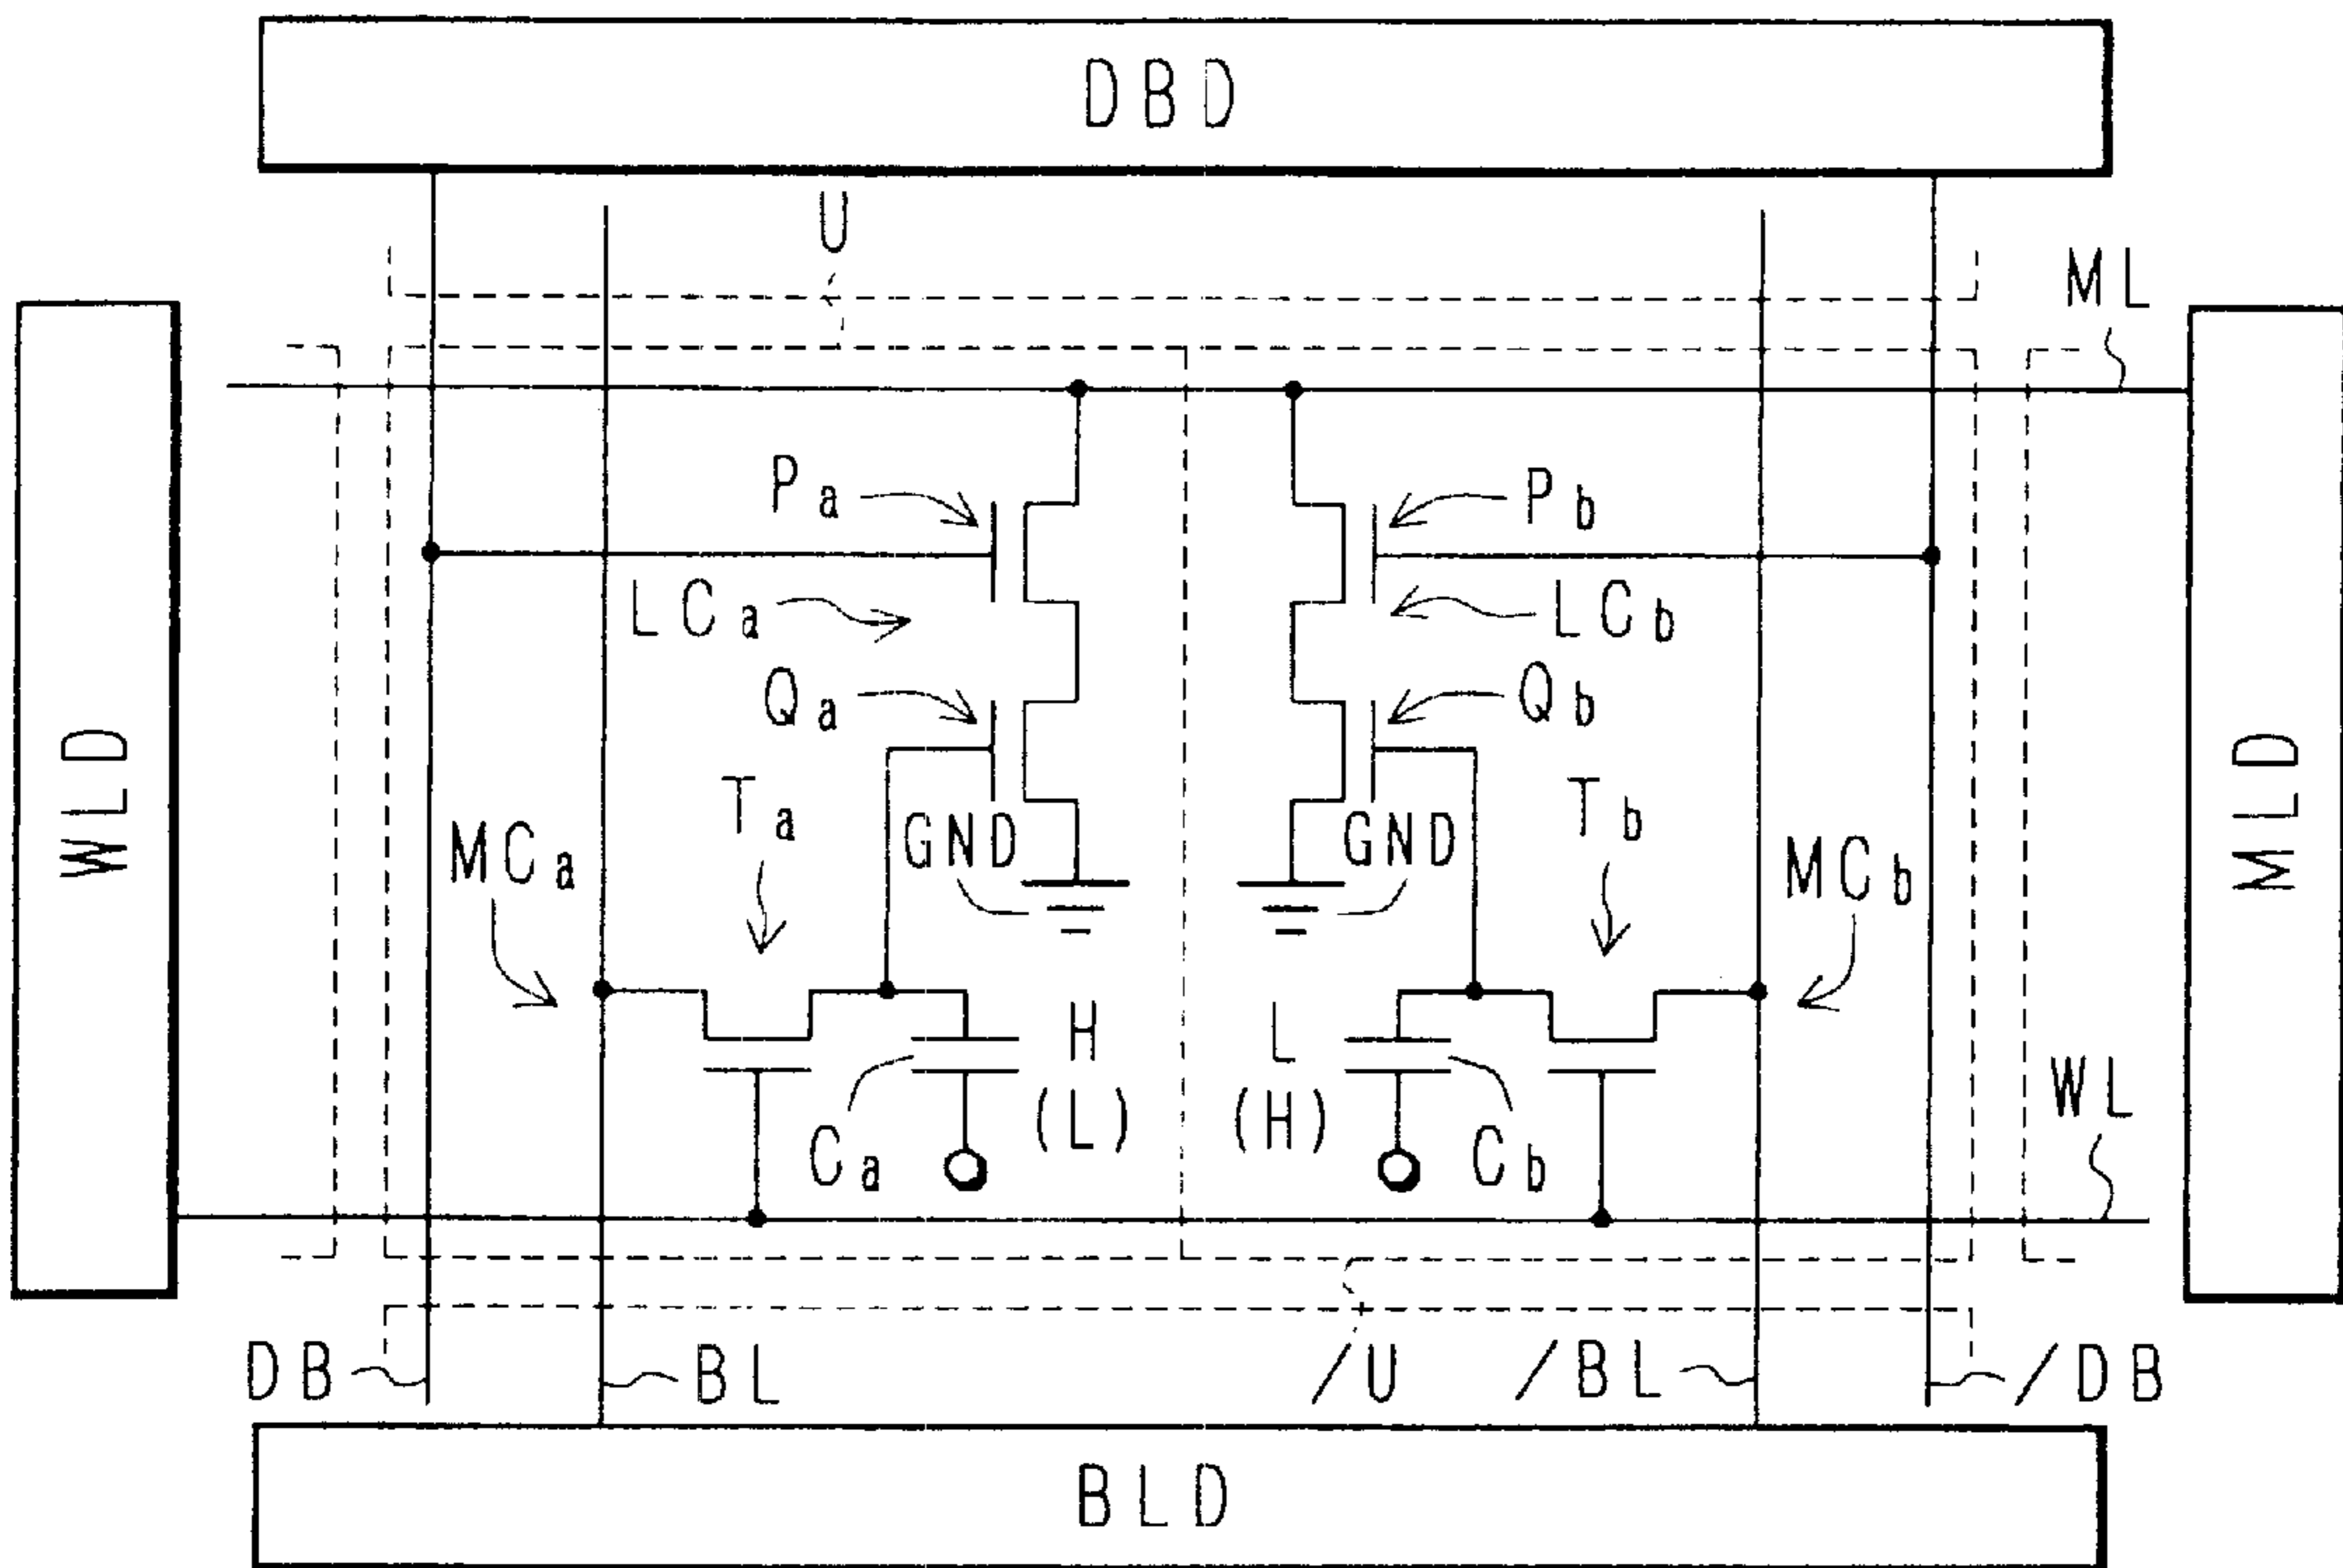 DBD
U
ML
Pa
Pb
LCa
LCb
Qa
Qb
WLD
MLD
Ta
Tb
GND
GND
MCa
MCb
H
L
(L)
(H)
WL
Ca
Cb
DB
BL
/U
/BL
/DB
BLD